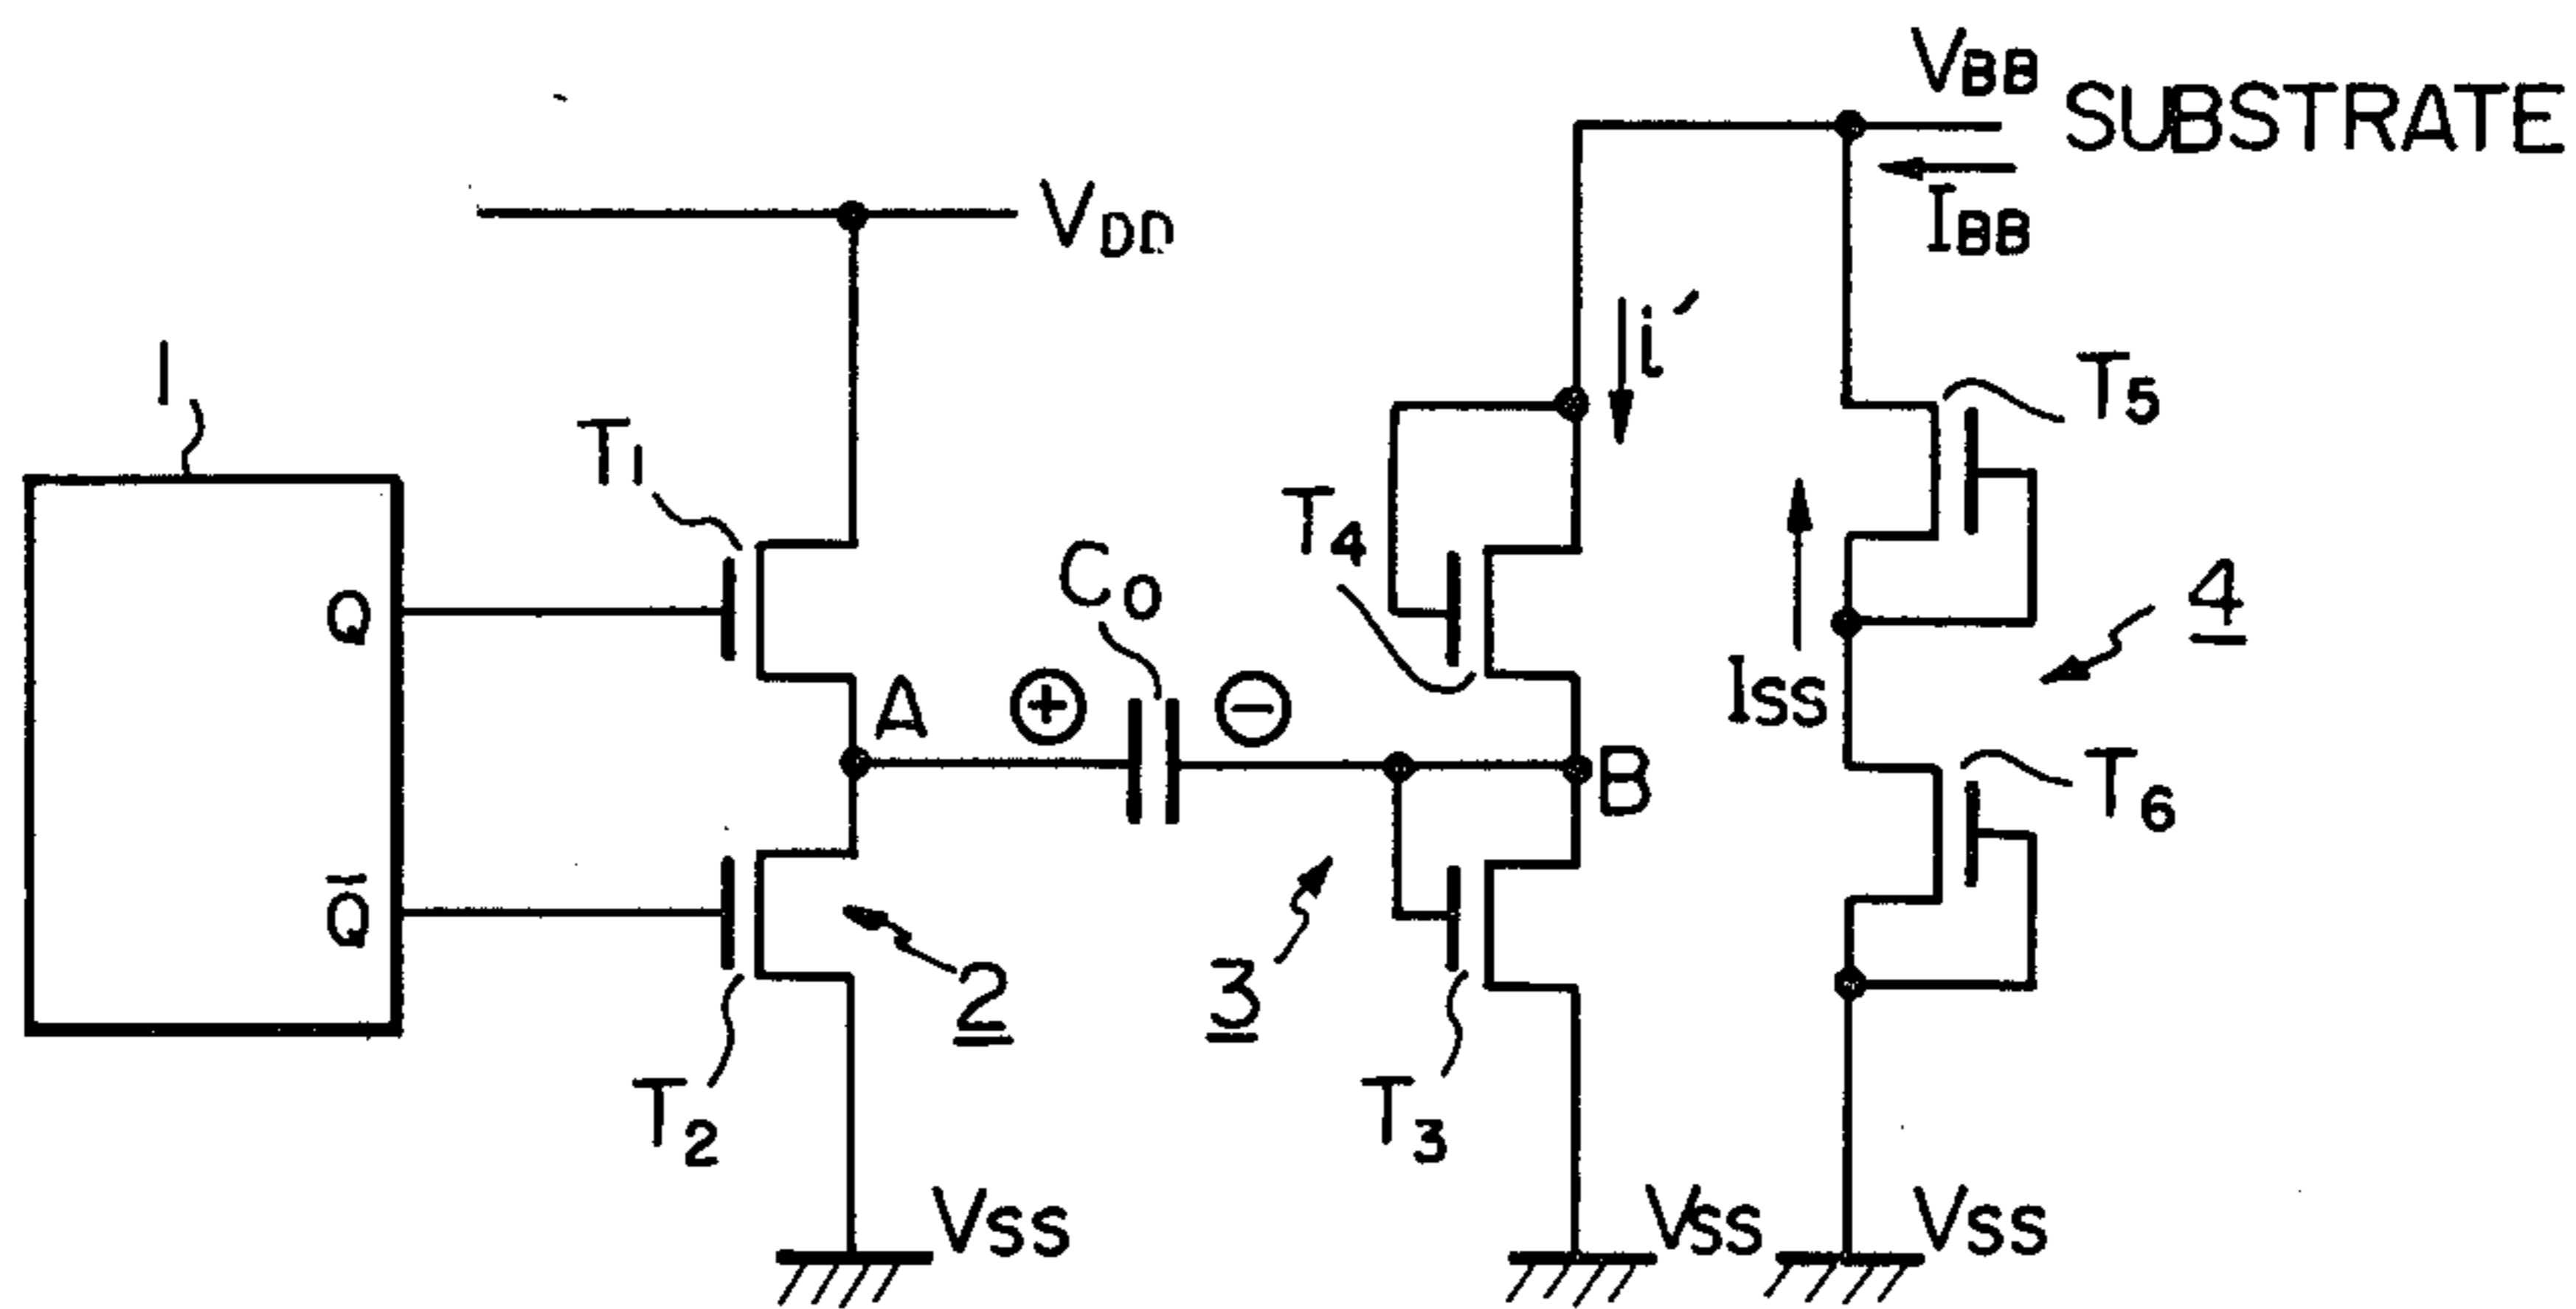 VBB SUBSTRATE
IBB
VDD
i′
1
T1
T5
T4
C0
Q
4
A
+
−
ISS
B
T6
Q̄
2
3
T2
T3
VSS
VSS
VSS